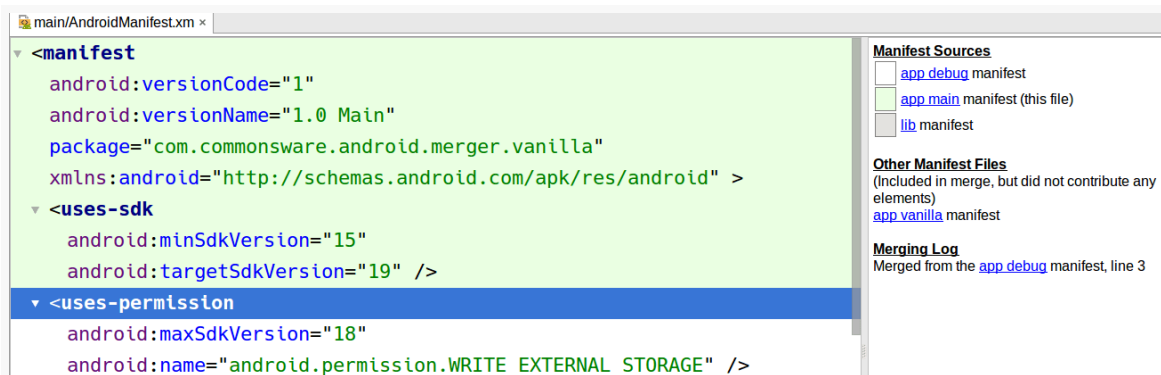 main/AndroidManifest.xm ×
<manifest
android:versionCode="1"
android:versionName="1.0 Main"
package="com.commonsware.android.merger.vanilla"
xmlns:android="http://schemas.android.com/apk/res/android" >
<uses-sdk
android:minSdkVersion="15"
android:targetSdkVersion="19" />
<uses-permission
android:maxSdkVersion="18"
android:name="android.permission.WRITE_EXTERNAL_STORAGE" />
Manifest Sources
app debug manifest
app main manifest (this file)
lib manifest
Other Manifest Files
(Included in merge, but did not contribute any
elements)
app vanilla manifest
Merging Log
Merged from the app debug manifest, line 3